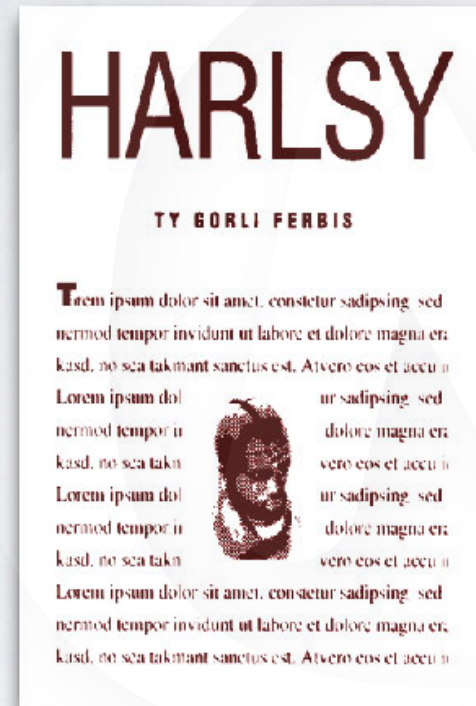 HARLSY
TY GORLI FERBIS
Torem ipsum dolor sit amet, constetur sadipsing sed
nermod tempor invidunt ut labore et dolore magna era
kasd, no sea takmant sanctus est. Atvero eos et accu
Lorem ipsum dol ur sadipsing sed
nermod tempor dolore magna era
kasd, no sea takn vero eos et accu
Lorem ipsum dol ur sadipsing sed
nermod tempor dolore magna era
kasd, no sea takn vero eos et accu
Lorem ipsum dolor sit amet, constetur sadipsing sed
nermod tempor invidunt ut labore et dolore magna era
kasd, no sea takmant sanctus est. Atvero eos et accu